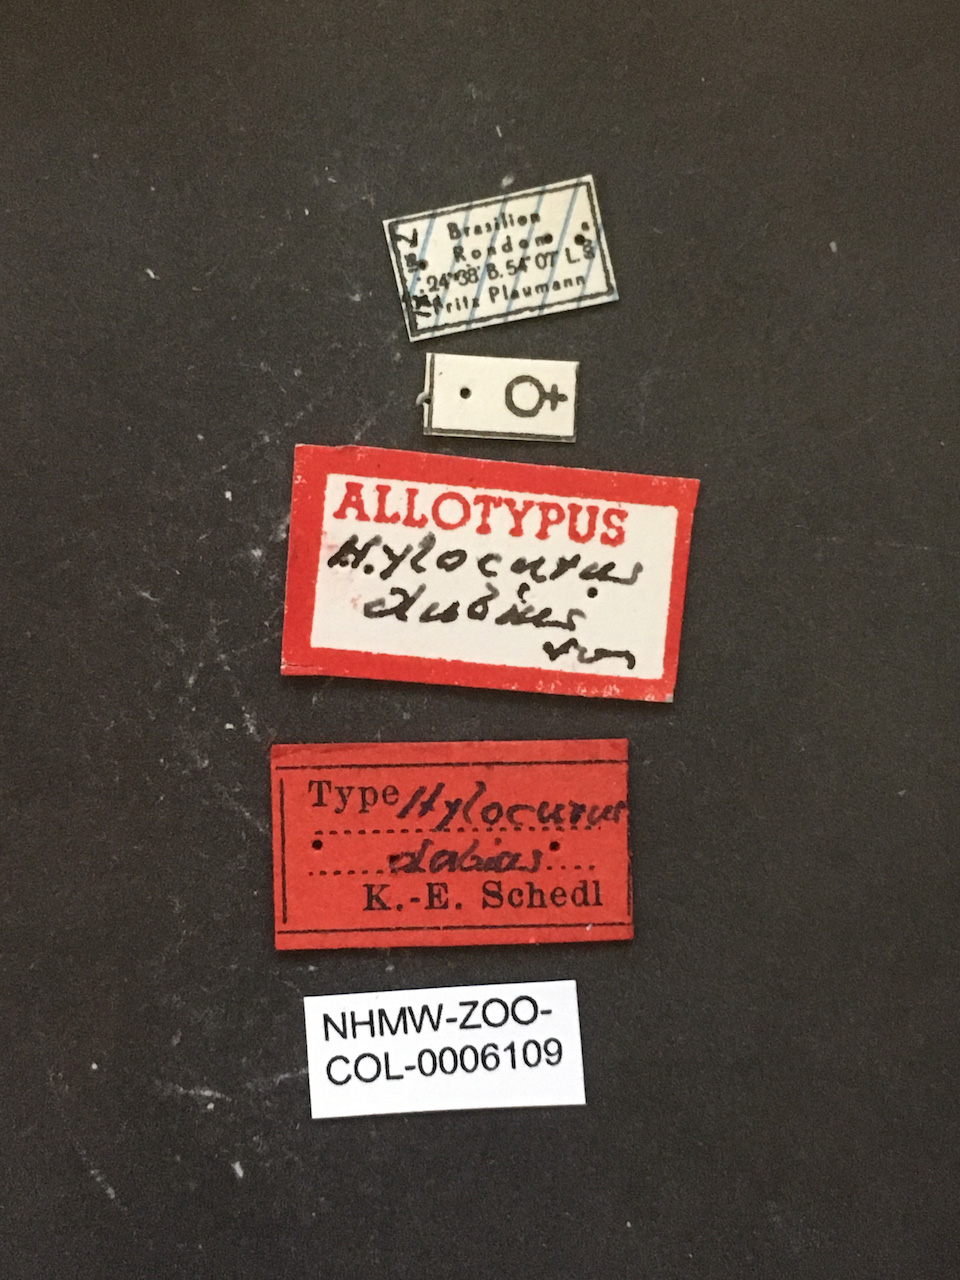 Brasilien
Rondon
24°38' B. 54°07' L.
Fritz Plaumann
♀
ALLOTYPUS
Hylocurus
dubius
Type Hylocurus
dubius
K.-E. Schedl
NHMW-ZOO-
COL-0006109